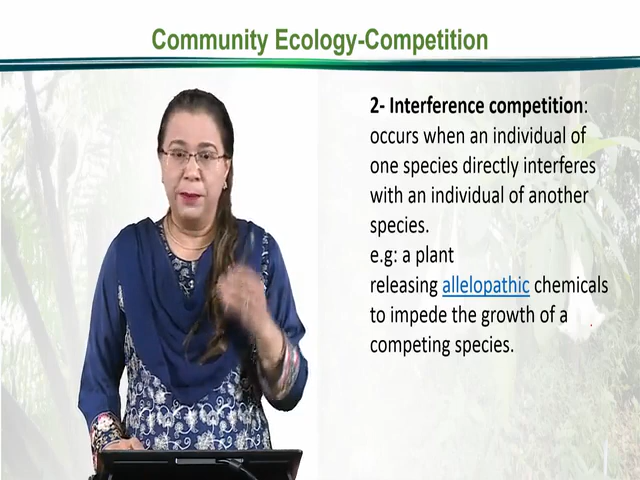 Community Ecology-Competition
2- Interference competition:
occurs when an individual of
one species directly interferes
with an individual of another
species.
e.g: a plant
releasing allelopathic chemicals
to impede the growth of a
competing species.